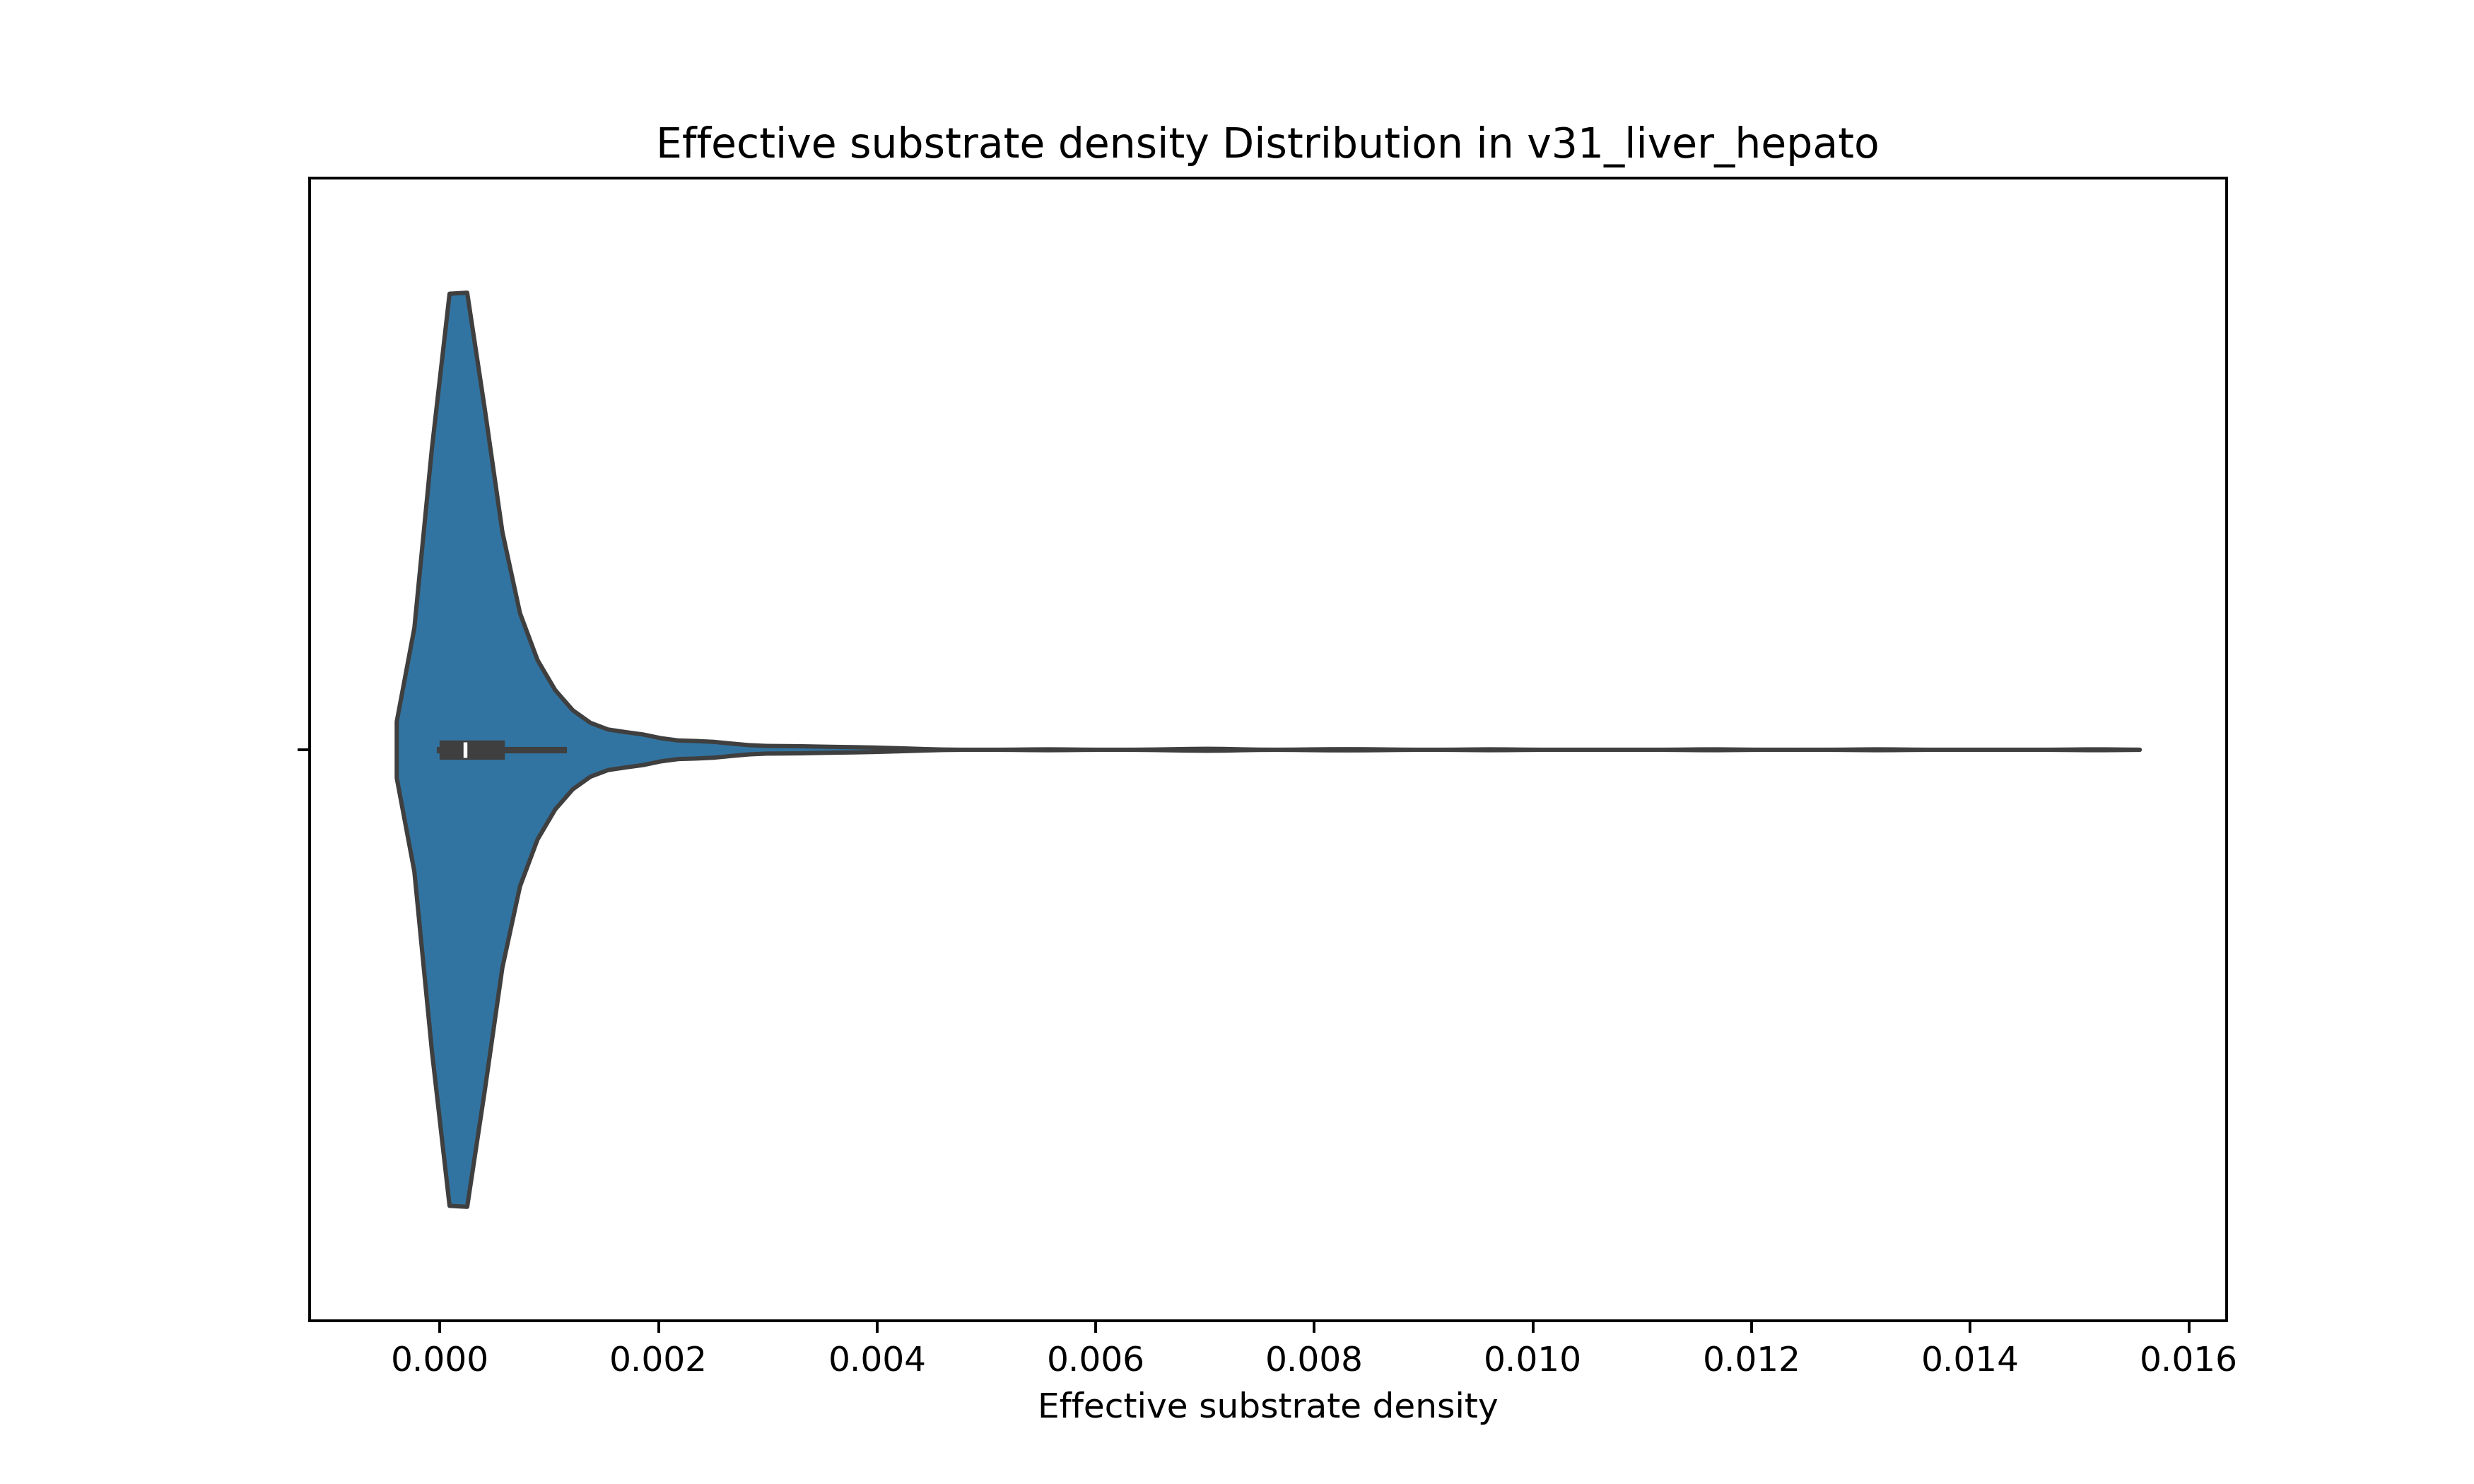 Effective substrate density Distribution in v31_liver_hepato
0.000 0.002 0.004 0.006 0.008 0.010 0.012 0.014 0.016
Effective substrate density